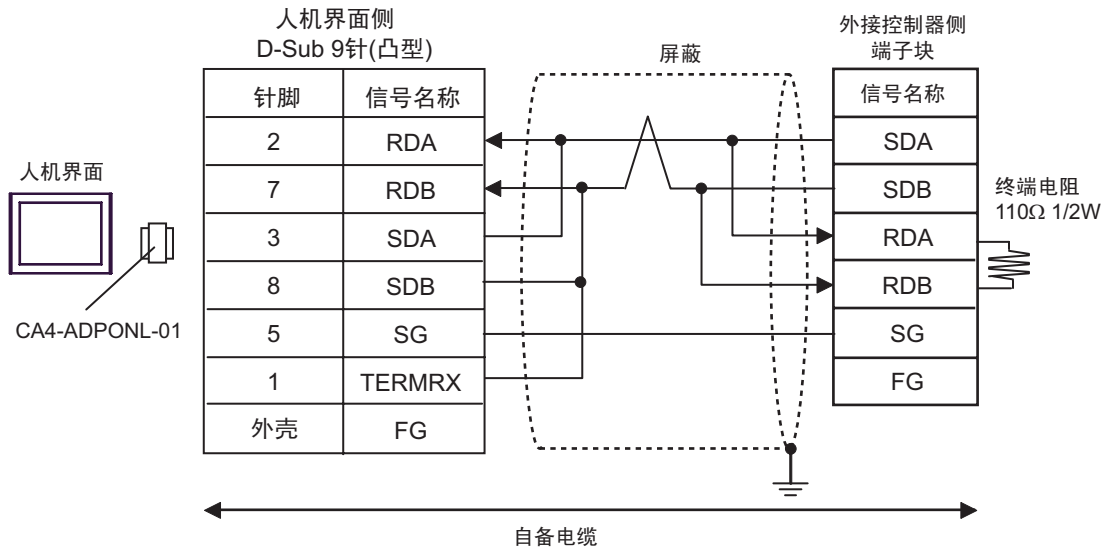 人机界面侧
D-Sub 9针(凸型)
针脚 信号名称
2 RDA
7 RDB
3 SDA
8 SDB
5 SG
1 TERMRX
外壳 FG
人机界面
CA4-ADPONL-01
屏蔽
外接控制器侧
端子块
信号名称
SDA
SDB
RDA
RDB
SG
FG
终端电阻
110Ω 1/2W
自备电缆